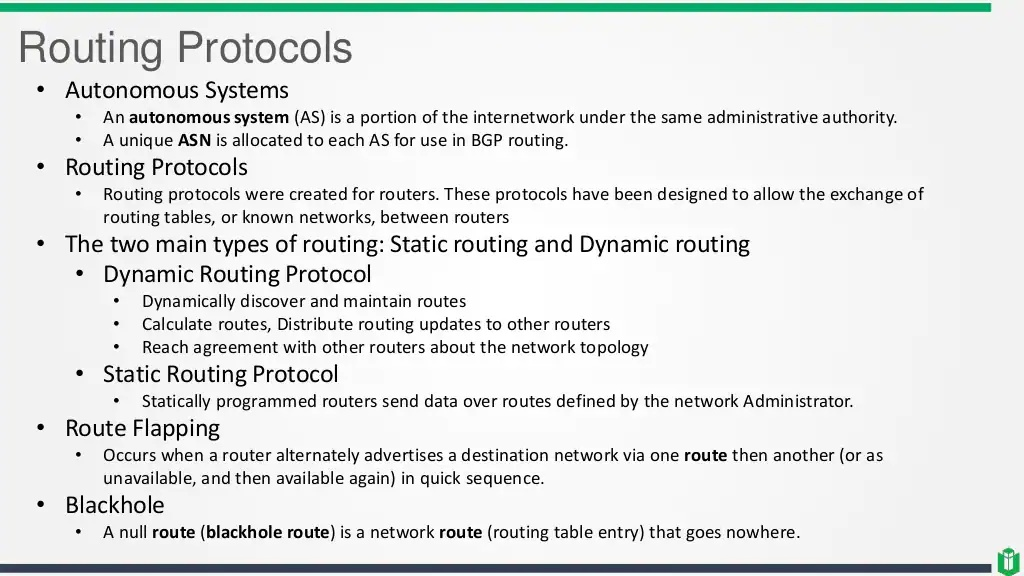 Routing Protocols
• Autonomous Systems
• An autonomous system (AS) is a portion of the internetwork under the same administrative authority.
• A unique ASN is allocated to each AS for use in BGP routing.
• Routing Protocols
• Routing protocols were created for routers. These protocols have been designed to allow the exchange of
routing tables, or known networks, between routers
• The two main types of routing: Static routing and Dynamic routing
• Dynamic Routing Protocol
• Dynamically discover and maintain routes
• Calculate routes, Distribute routing updates to other routers
• Reach agreement with other routers about the network topology
• Static Routing Protocol
• Statically programmed routers send data over routes defined by the network Administrator.
• Route Flapping
• Occurs when a router alternately advertises a destination network via one route then another (or as
unavailable, and then available again) in quick sequence.
• Blackhole
• A null route (blackhole route) is a network route (routing table entry) that goes nowhere.